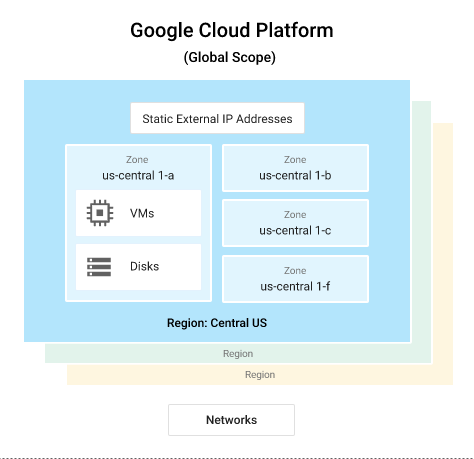 Google Cloud Platform
(Global Scope)
Static External IP Addresses
Zone
us-central 1-a
VMs
Disks
Zone
us-central 1-b
Zone
us-central 1-c
Zone
us-central 1-f
Region: Central US
Region
Region
Networks